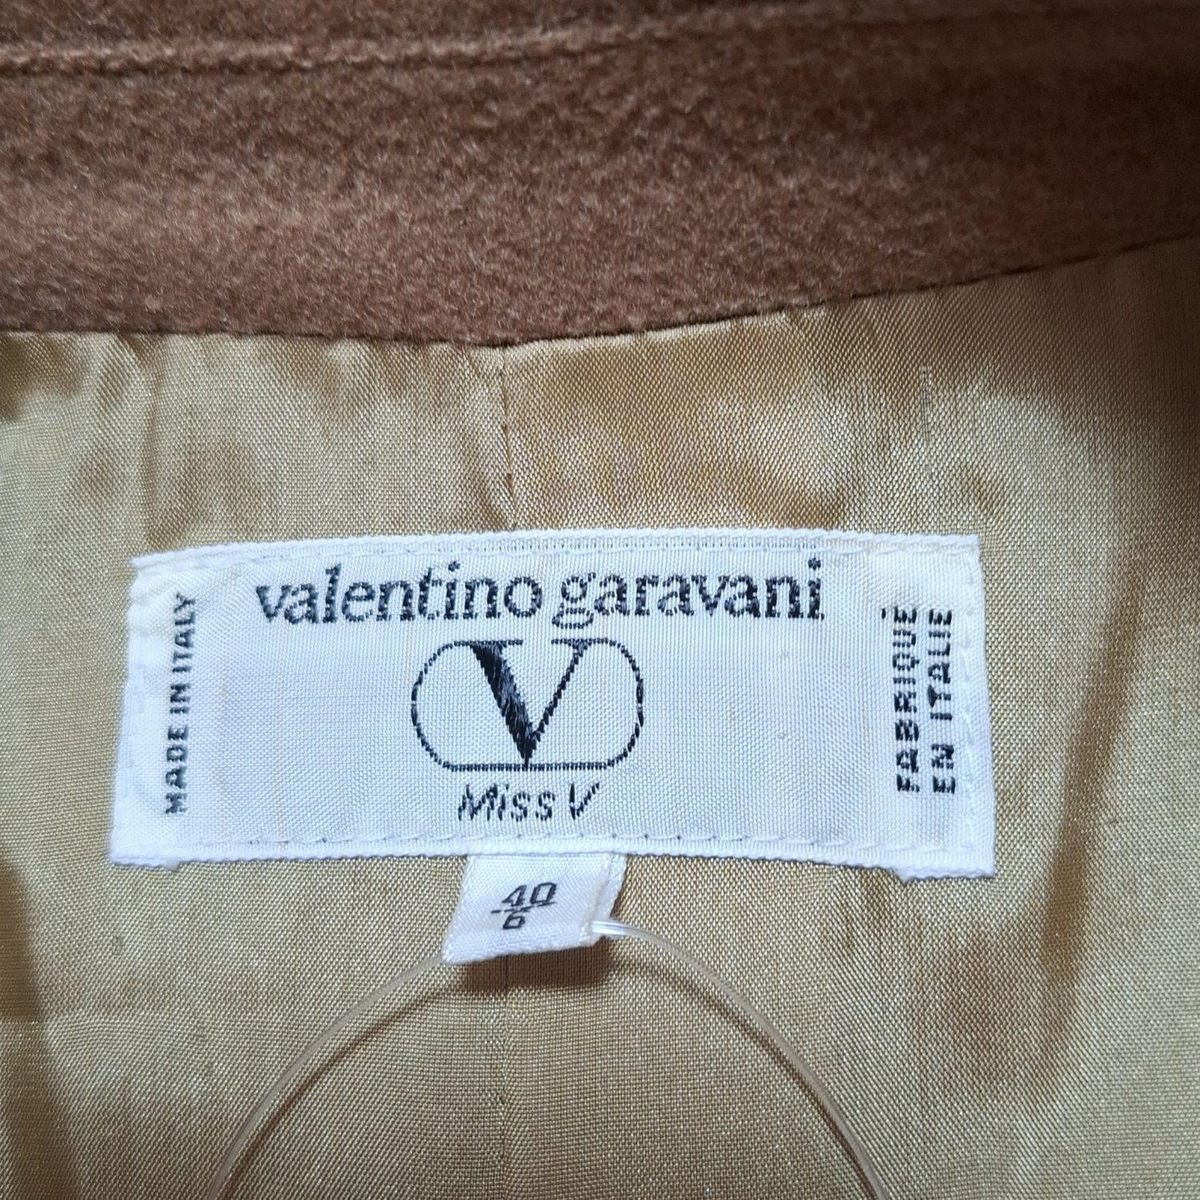 valentino garavani
V
Miss V
MADE IN ITALY
FABRIQUÉ
EN ITALIE
40
6